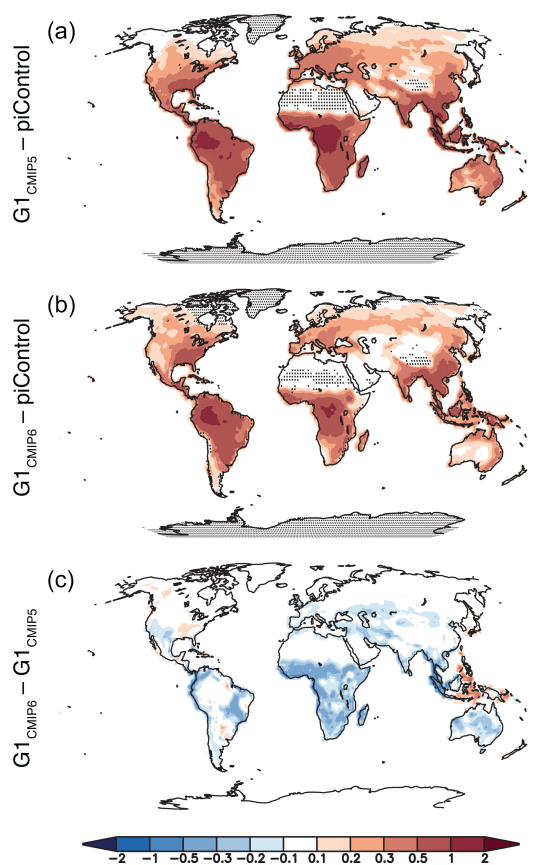 (a)
G1CMIP5 – piControl
(b)
G1CMIP6 – piControl
(c)
G1CMIP6 – G1CMIP5
-2 -1 -0.5 -0.3 -0.2 -0.1 0.1 0.2 0.3 0.5 1 2